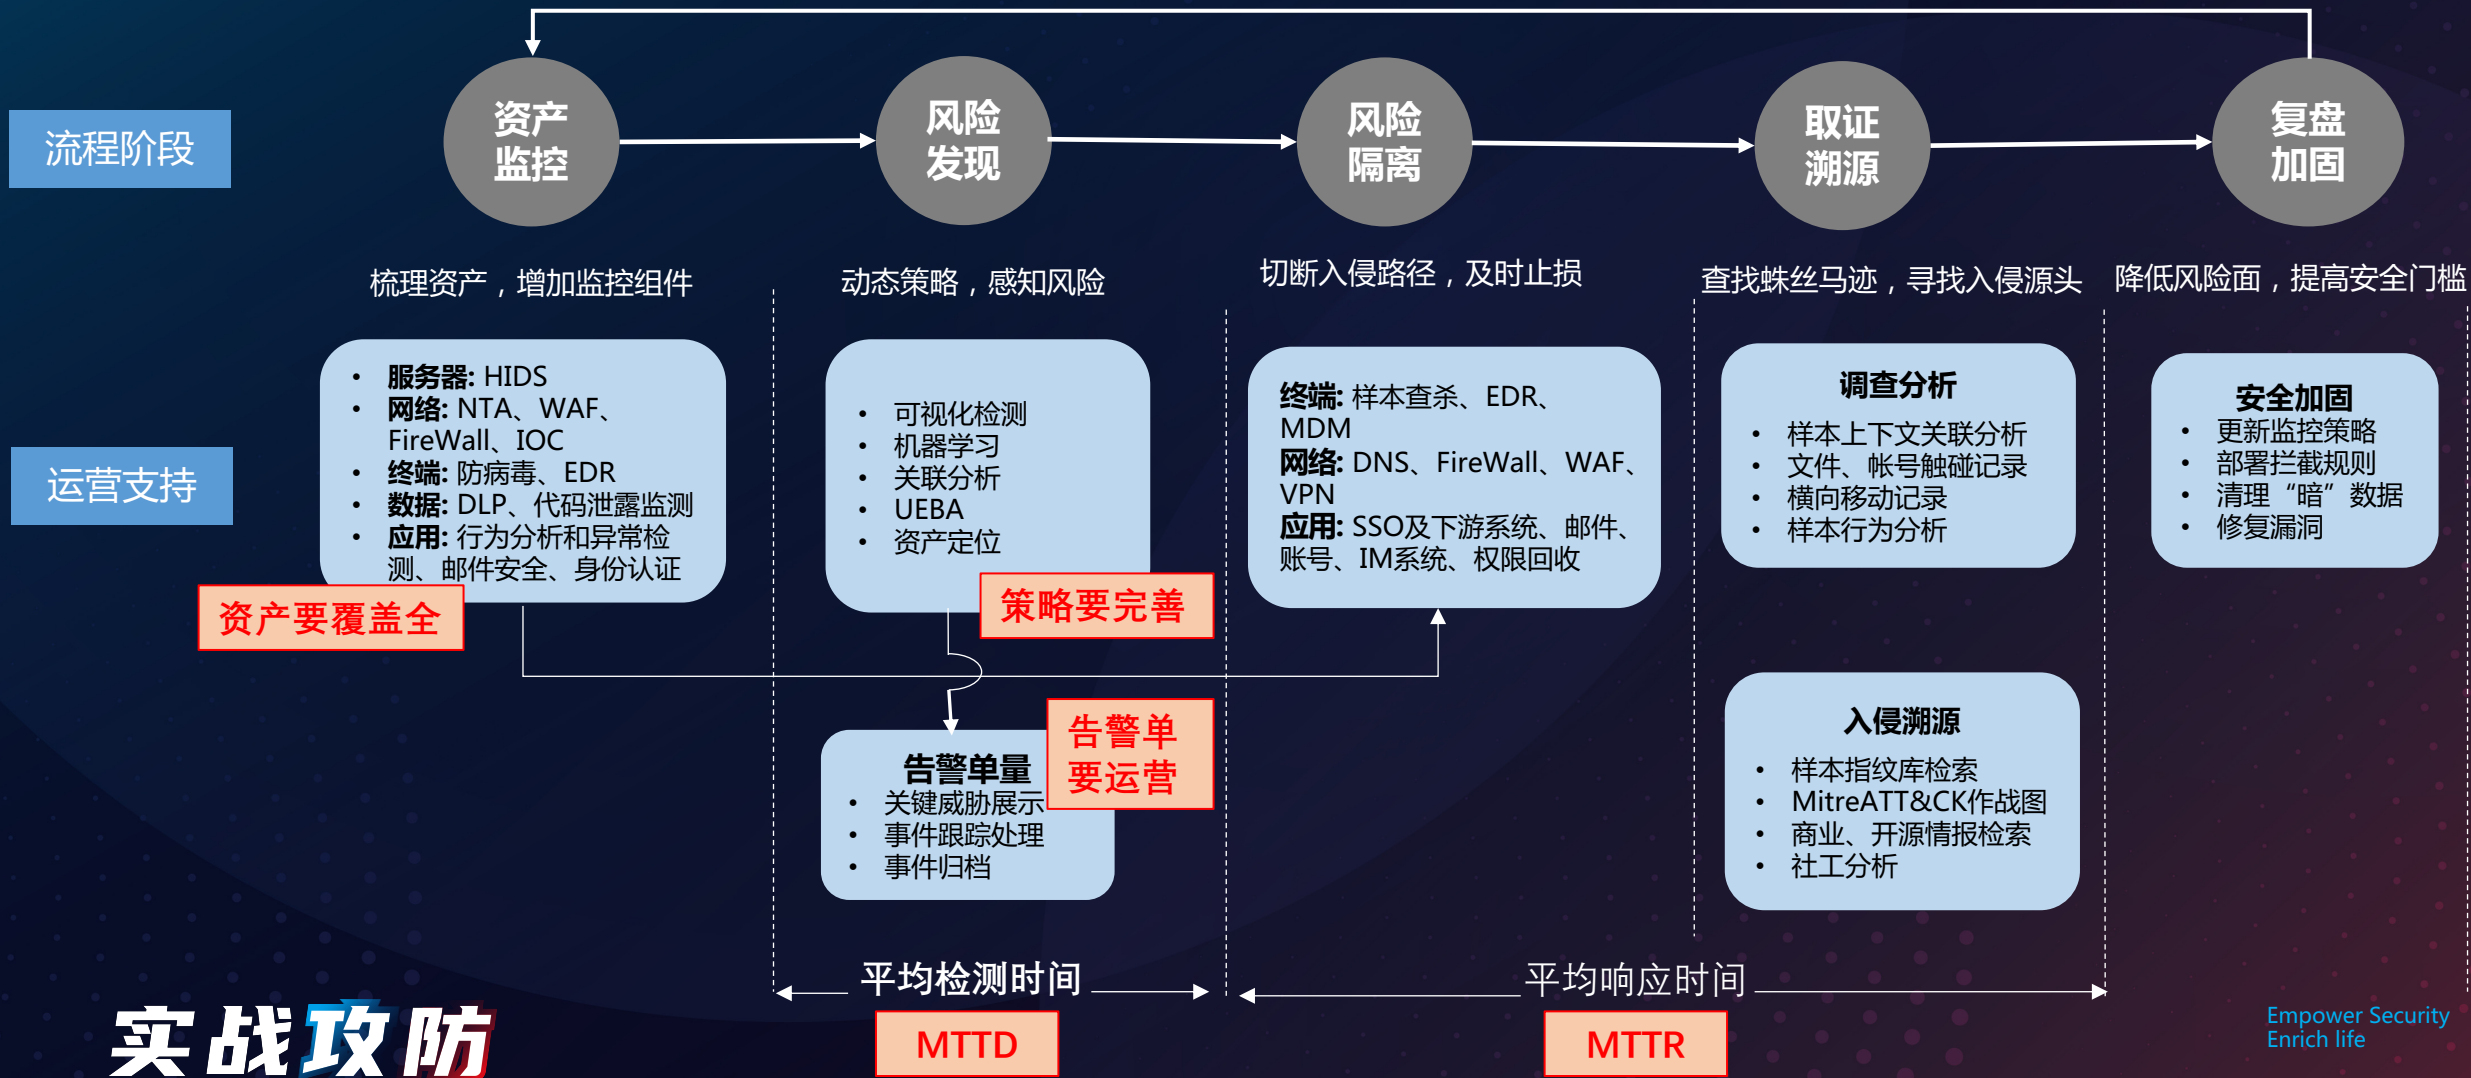 流程阶段
资产
监控
风险
发现
风险
隔离
取证
溯源
复盘
加固
梳理资产，增加监控组件
动态策略，感知风险
切断入侵路径，及时止损
查找蛛丝马迹，寻找入侵源头
降低风险面，提高安全门槛
运营支持
• 服务器: HIDS
• 网络: NTA、WAF、
FireWall、IOC
• 终端: 防病毒、EDR
• 数据: DLP、代码泄露监测
• 应用: 行为分析和异常检
测、邮件安全、身份认证
资产要覆盖全
• 可视化检测
• 机器学习
• 关联分析
• UEBA
• 资产定位
策略要完善
终端: 样本查杀、EDR、
MDM
网络: DNS、FireWall、WAF、
VPN
应用: SSO及下游系统、邮件、
账号、IM系统、权限回收
调查分析
• 样本上下文关联分析
• 文件、帐号触碰记录
• 横向移动记录
• 样本行为分析
安全加固
• 更新监控策略
• 部署拦截规则
• 清理“暗”数据
• 修复漏洞
告警单量
• 关键威胁展示
• 事件跟踪处理
• 事件归档
告警单
要运营
入侵溯源
• 样本指纹库检索
• MitreATT&CK作战图
• 商业、开源情报检索
• 社工分析
平均检测时间
MTTD
平均响应时间
MTTR
实战攻防
Empower Security
Enrich life